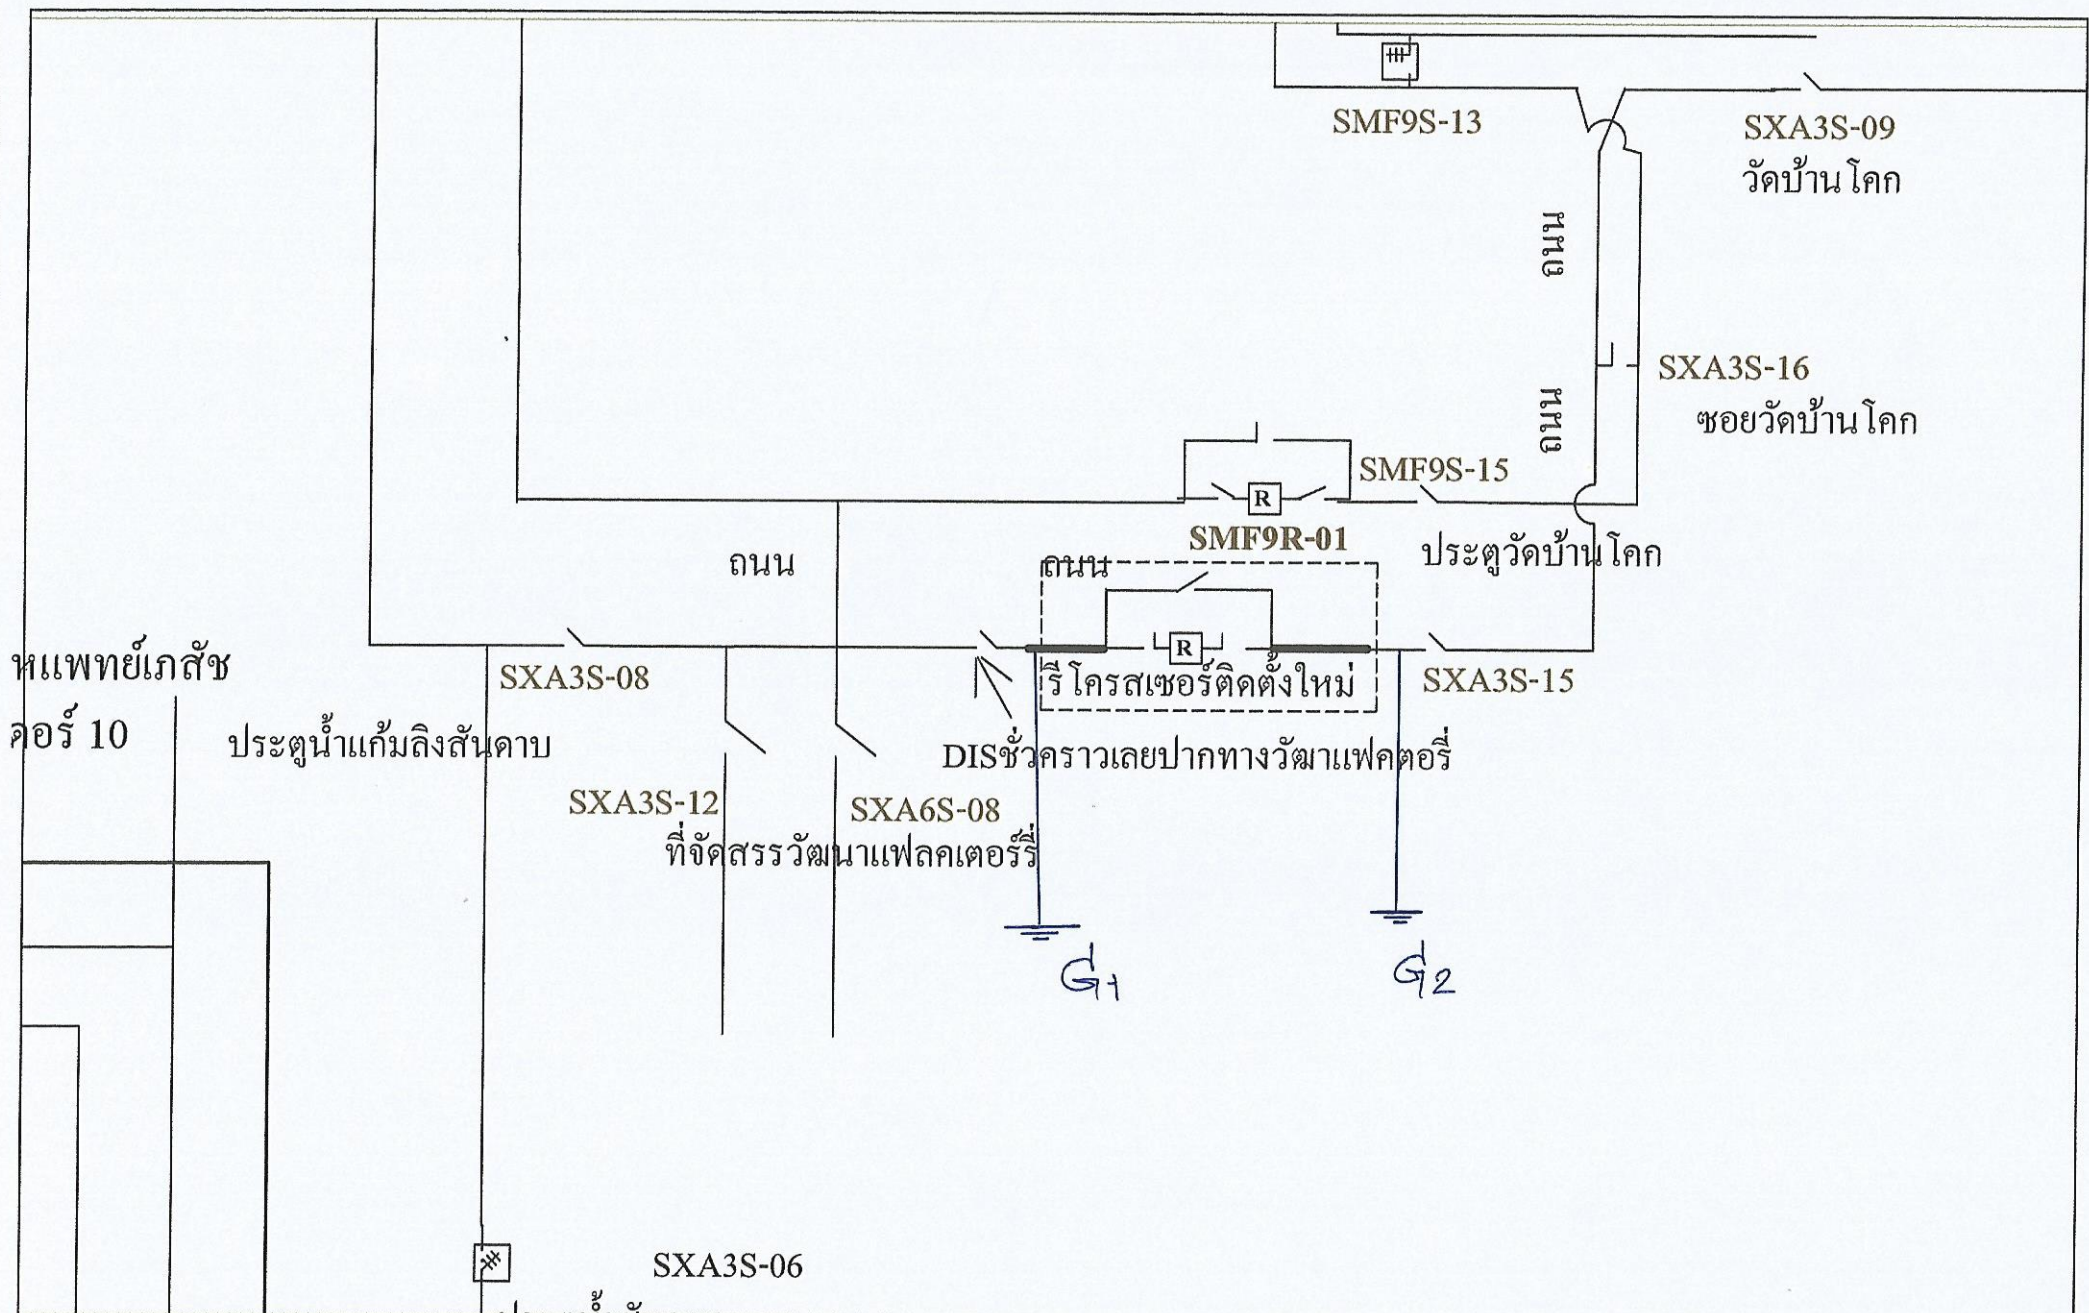 SMF9S-13
SXA3S-09
วัดบ้านโคก
ถนน
SXA3S-16
ซอยวัดบ้านโคก
ถนน
SMF9S-15
R
SMF9R-01
ประตูวัดบ้านโคก
ถนน
ถนน
R
รีโครสเซอร์ติดตั้งใหม่
SXA3S-08
SXA3S-15
หแพทย์เภสัช
ดอร์ 10
ประตูน้ำแก้มลิงสันดาบ
DISชั่วคราวเลยปากทางวัฒาแฟคตอรี่
SXA3S-12
SXA6S-08
ที่จัดสรรวัฒนาแฟลคเตอร์รี่
G1
G2
SXA3S-06